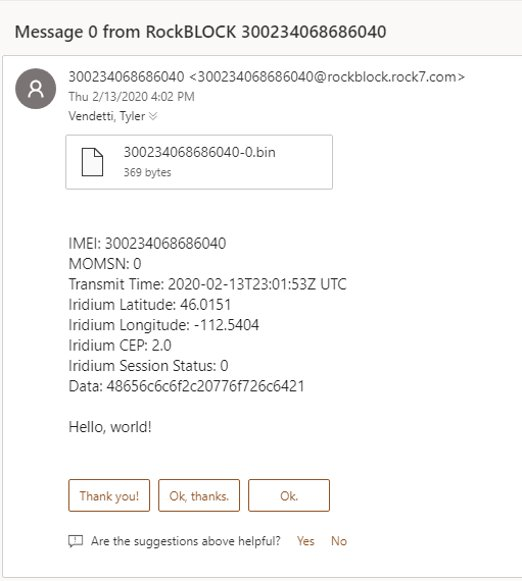 Message 0 from RockBLOCK 300234068686040
300234068686040 <300234068686040@rockblock.rock7.com>
Thu 2/13/2020 4:02 PM
Vendetti, Tyler
300234068686040-0.bin
369 bytes
IMEI: 300234068686040
MOMSN: 0
Transmit Time: 2020-02-13T23:01:53Z UTC
Iridium Latitude: 46.0151
Iridium Longitude: -112.5404
Iridium CEP: 2.0
Iridium Session Status: 0
Data: 48656c6c6f2c20776f726c6421
Hello, world!
Thank you! Ok, thanks. Ok.
Are the suggestions above helpful? Yes No